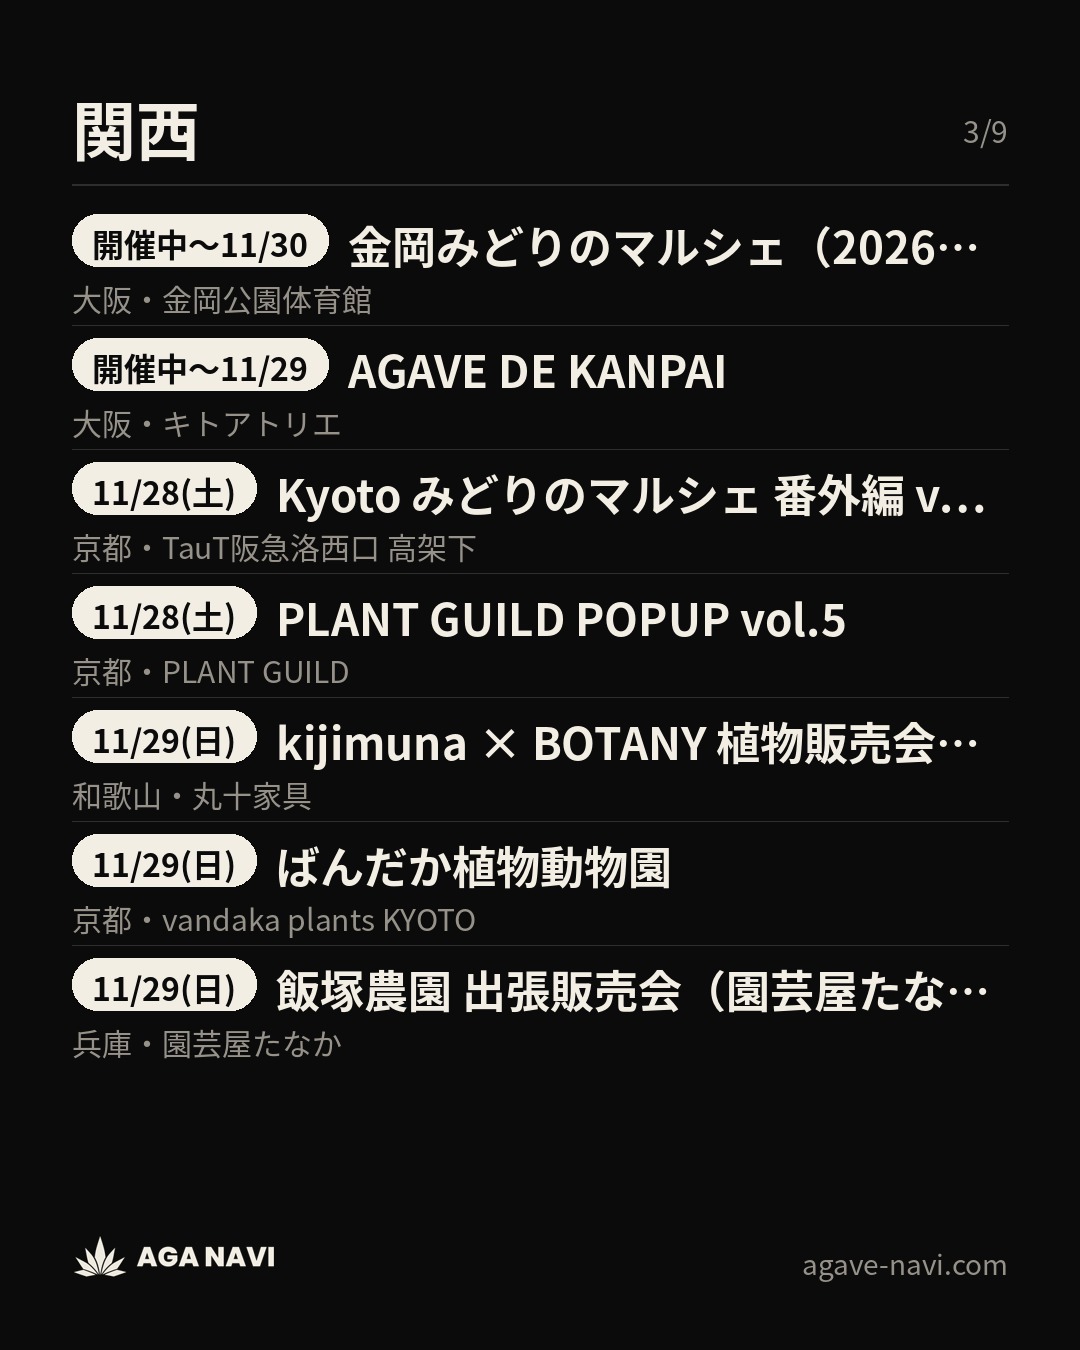 関西
3/9
開催中〜11/30 金岡みどりのマルシェ（2026…
大阪・金岡公園体育館
開催中〜11/29 AGAVE DE KANPAI
大阪・キトアトリエ
11/28(土) Kyoto みどりのマルシェ 番外編 v…
京都・TauT阪急洛西口 高架下
11/28(土) PLANT GUILD POPUP vol.5
京都・PLANT GUILD
11/29(日) kijimuna × BOTANY 植物販売会…
和歌山・丸十家具
11/29(日) ばんだか植物動物園
京都・vandaka plants KYOTO
11/29(日) 飯塚農園 出張販売会（園芸屋たな…
兵庫・園芸屋たなか
AGA NAVI
agave-navi.com